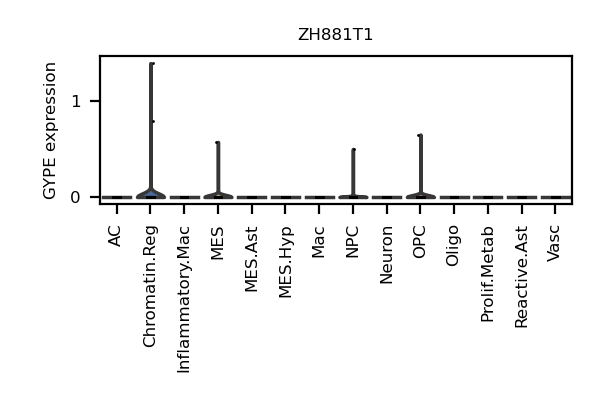 ZH881T1
GYPE expression
1
0
AC
Chromatin.Reg
Inflammatory.Mac
MES
MES.Ast
MES.Hyp
Mac
NPC
Neuron
OPC
Oligo
Prolif.Metab
Reactive.Ast
Vasc